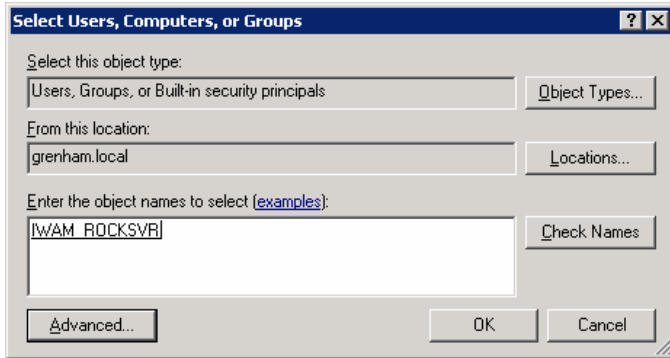 Select Users, Computers, or Groups
Select this object type:
Users, Groups, or Built-in security principals
Object Types...
From this location:
grenham.local
Locations...
Enter the object names to select (examples):
IWAM_ROCKSVR
Check Names
Advanced...
OK
Cancel